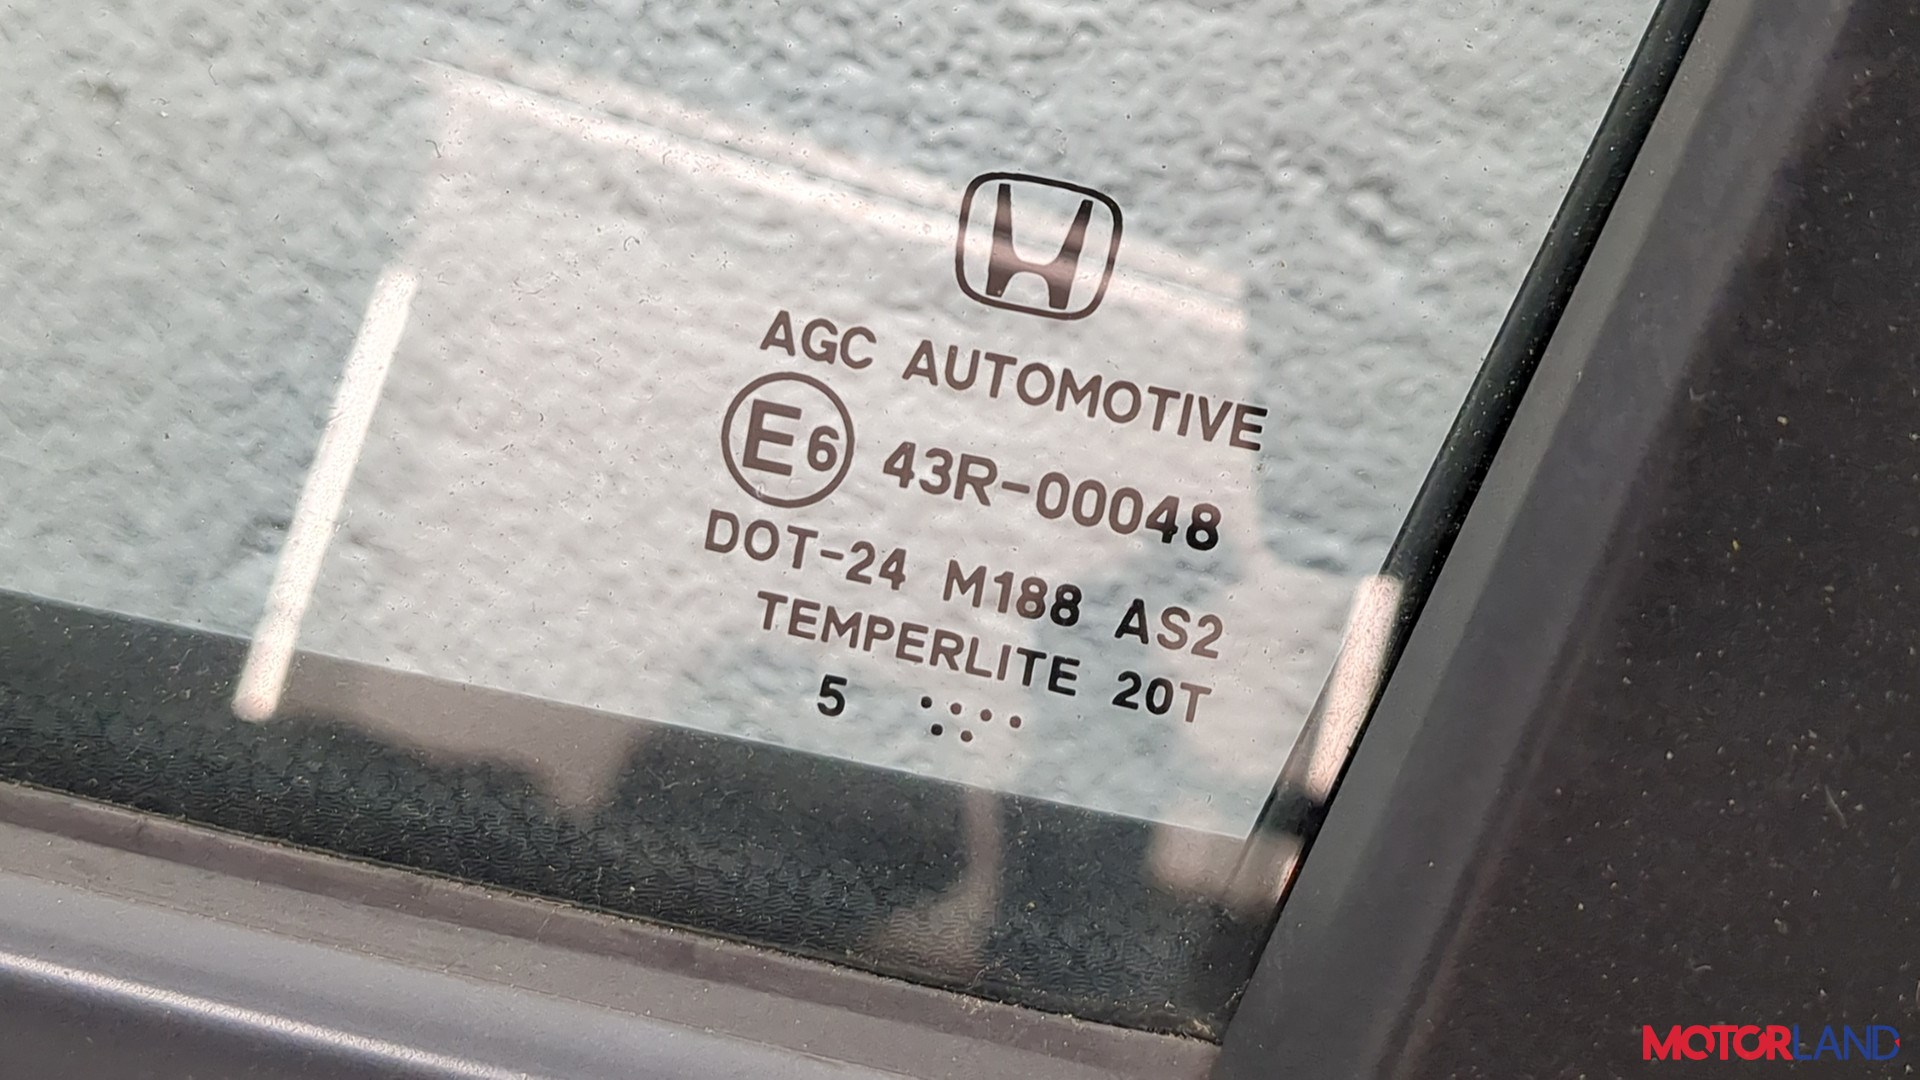 AGC AUTOMOTIVE
E6 43R-00048
DOT-24 M188 AS2
TEMPERLITE 20T
5
MOTORLAND